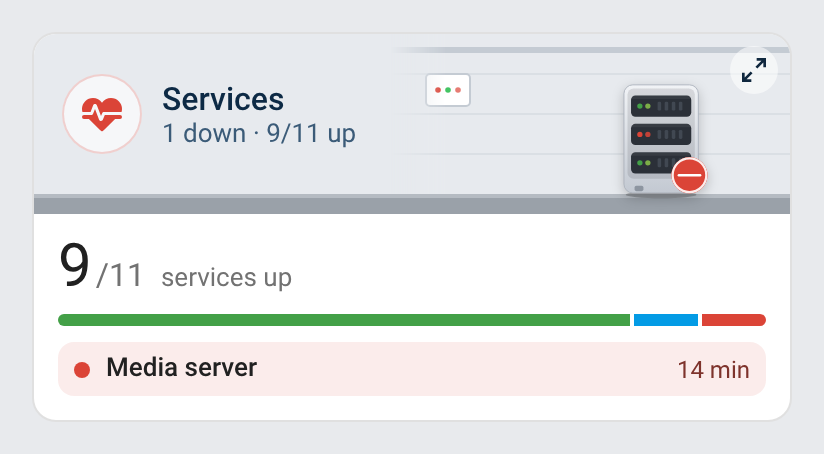 Services
1 down · 9/11 up
9/11 services up
Media server
14 min